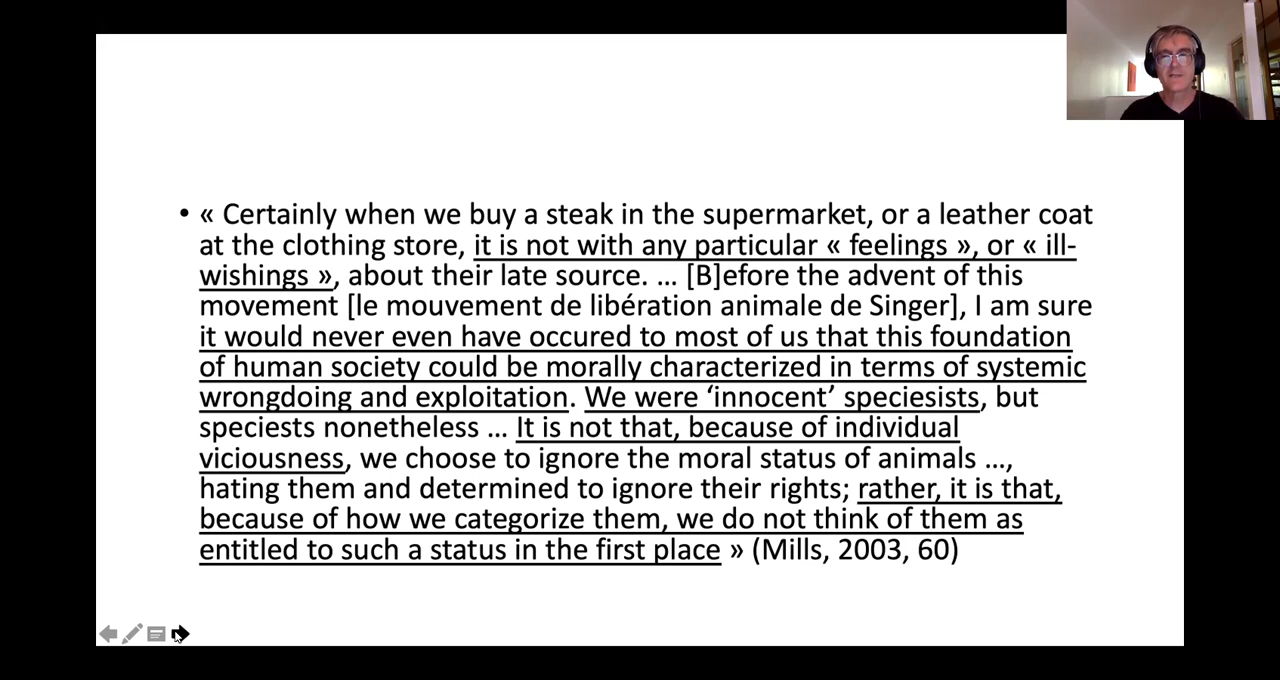 • « Certainly when we buy a steak in the supermarket, or a leather coat
at the clothing store, it is not with any particular « feelings », or « ill-
wishings », about their late source. … [B]efore the advent of this
movement [le mouvement de libération animale de Singer], I am sure
it would never even have occured to most of us that this foundation
of human society could be morally characterized in terms of systemic
wrongdoing and exploitation. We were ‘innocent’ speciesists, but
speciests nonetheless … It is not that, because of individual
viciousness, we choose to ignore the moral status of animals …,
hating them and determined to ignore their rights; rather, it is that,
because of how we categorize them, we do not think of them as
entitled to such a status in the first place » (Mills, 2003, 60)